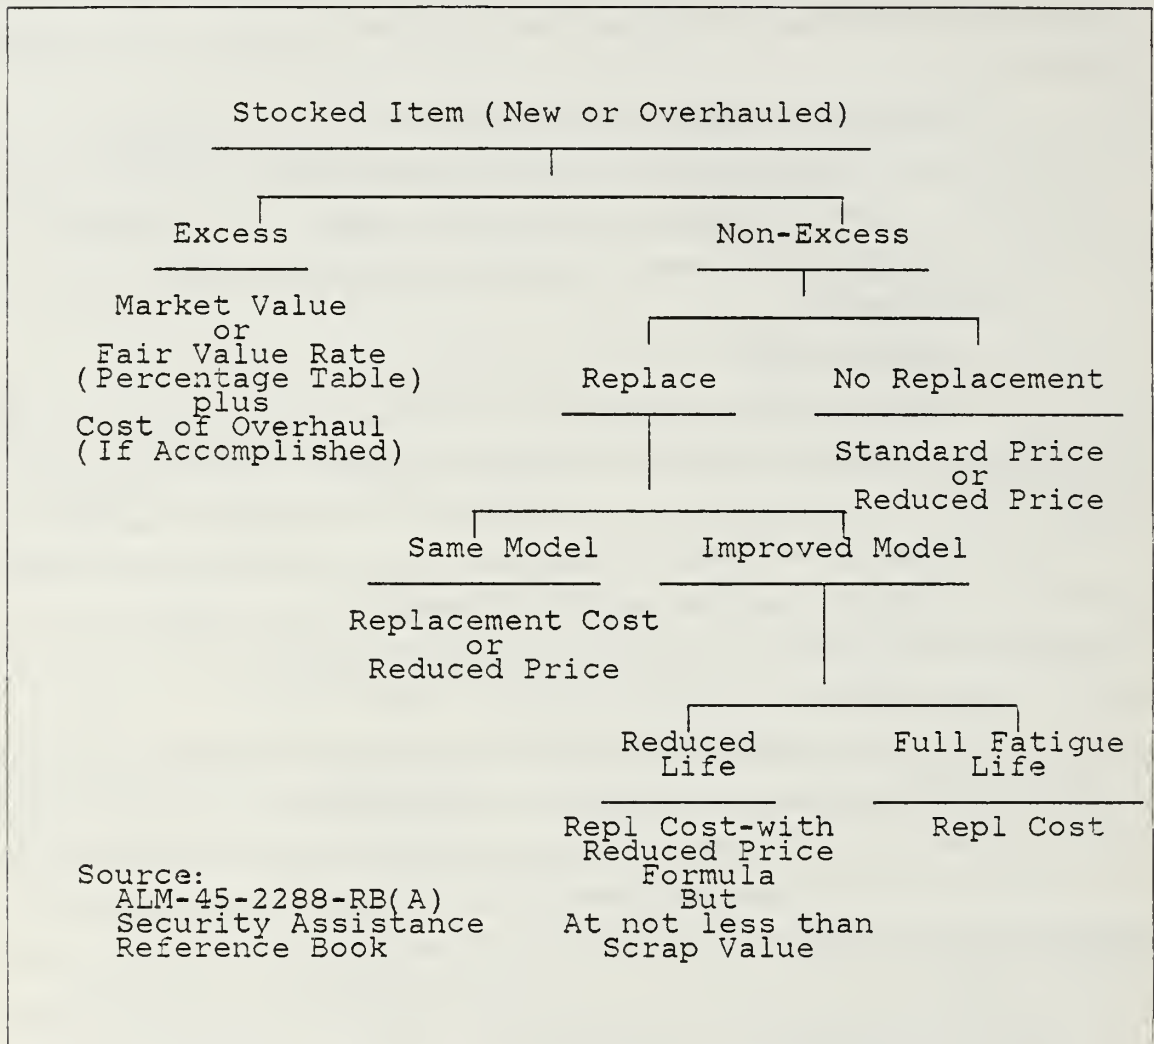 Stocked Item (New or Overhauled)
Excess
Non-Excess
Market Value
or
Fair Value Rate
(Percentage Table)
plus
Cost of Overhaul
(If Accomplished)
Replace
No Replacement
Standard Price
or
Reduced Price
Same Model
Improved Model
Replacement Cost
or
Reduced Price
Reduced
Life
Full Fatigue
Life
Repl Cost-with
Reduced Price
Formula
But
At not less than
Scrap Value
Repl Cost
Source:
ALM-45-2288-RB(A)
Security Assistance
Reference Book